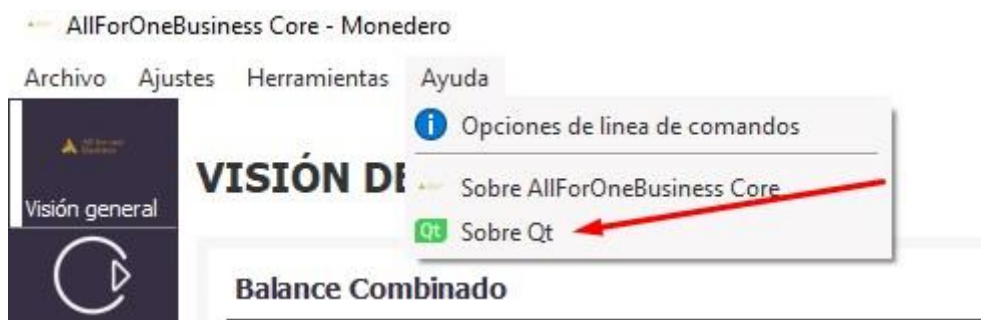 AllForOneBusiness Core - Monedero
Archivo Ajustes Herramientas Ayuda
Opciones de linea de comandos
VISIÓN DE
Sobre AllForOneBusiness Core
Visión general
Qt Sobre Qt
Balance Combinado